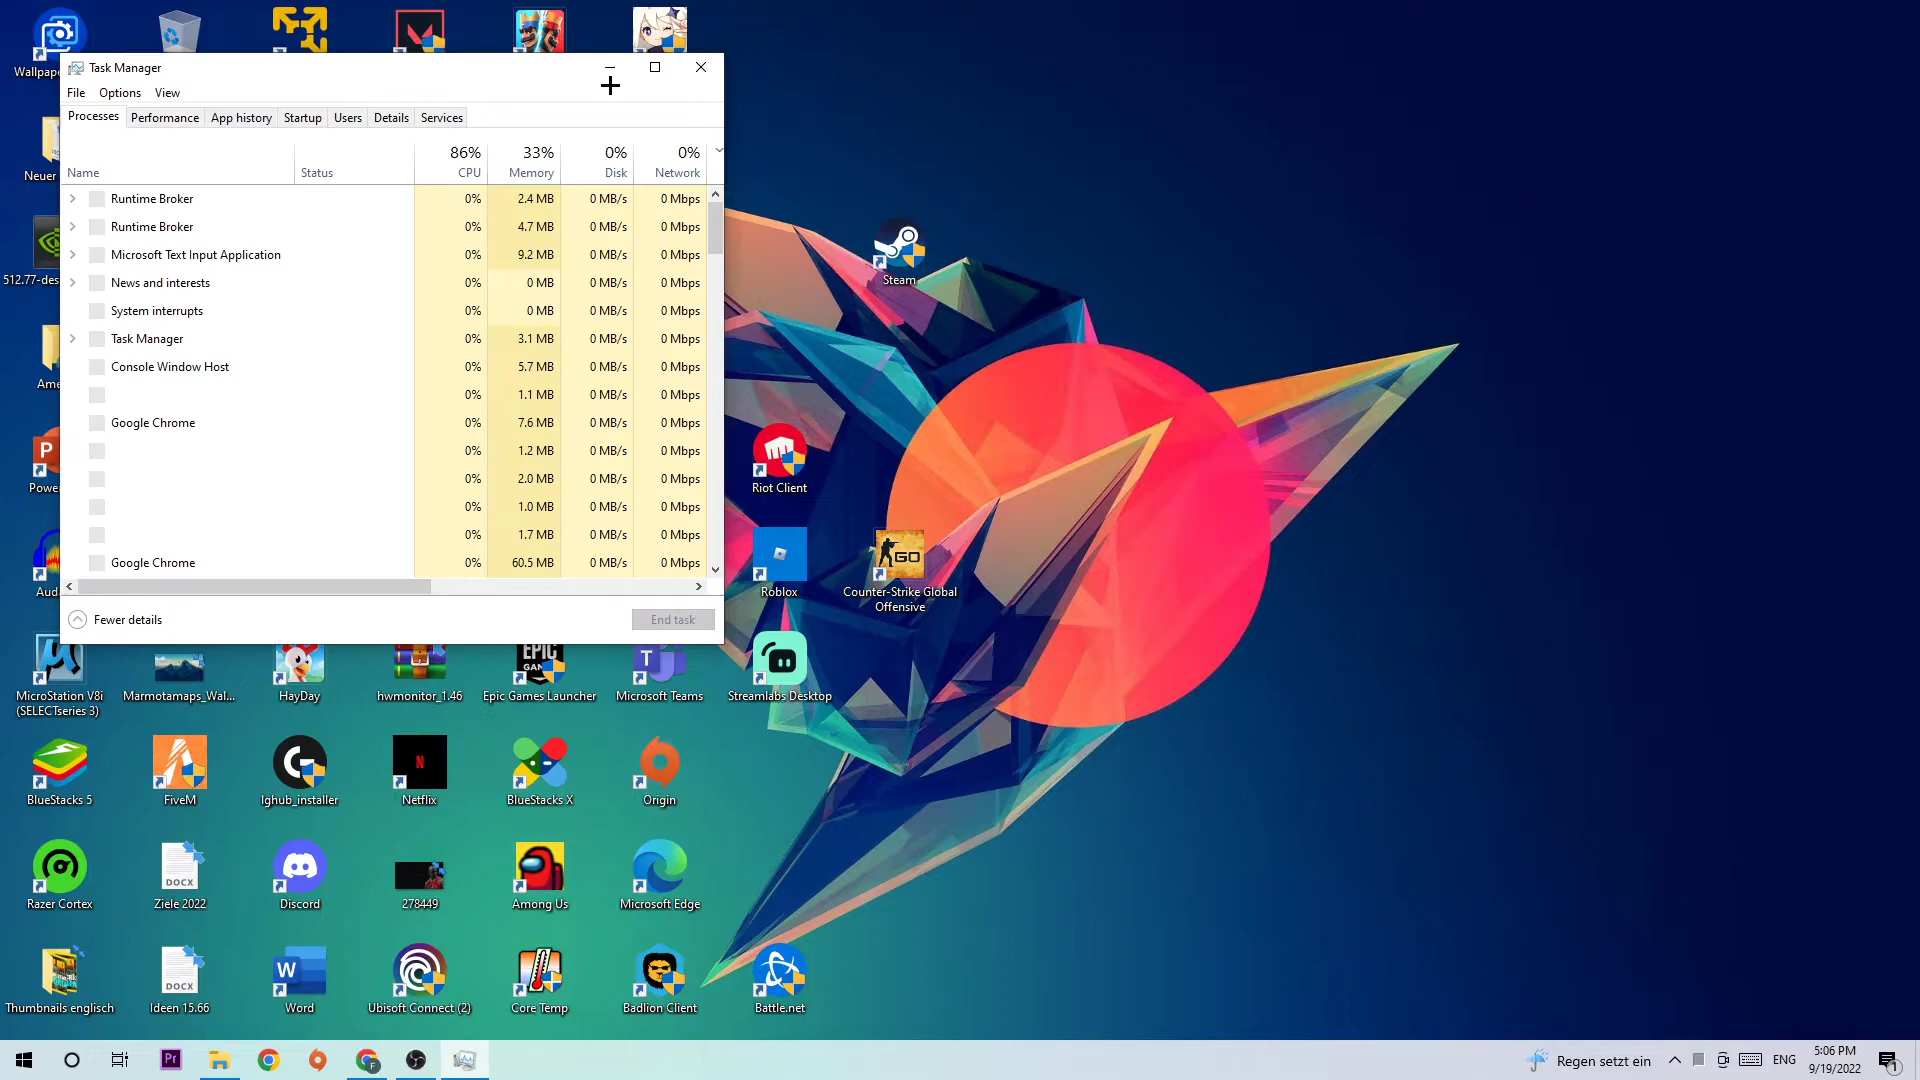 Task Manager
File Options View
Processes Performance App history Startup Users Details Services
86% 33% 0% 0%
Name Status CPU Memory Disk Network
Runtime Broker 0% 2.4 MB 0 MB/s 0 Mbps
Runtime Broker 0% 4.7 MB 0 MB/s 0 Mbps
Microsoft Text Input Application 0% 9.2 MB 0 MB/s 0 Mbps
News and interests 0% 0 MB 0 MB/s 0 Mbps
System interrupts 0% 0 MB 0 MB/s 0 Mbps
Task Manager 0% 3.1 MB 0 MB/s 0 Mbps
Console Window Host 0% 5.7 MB 0 MB/s 0 Mbps
0% 1.1 MB 0 MB/s 0 Mbps
Google Chrome 0% 7.6 MB 0 MB/s 0 Mbps
0% 1.2 MB 0 MB/s 0 Mbps
0% 2.0 MB 0 MB/s 0 Mbps
0% 1.0 MB 0 MB/s 0 Mbps
0% 1.7 MB 0 MB/s 0 Mbps
Google Chrome 0% 60.5 MB 0 MB/s 0 Mbps
Fewer details End task
Wallpape
Neuer
512.77-des
Ame
P
Powe
Auda
Steam
Riot Client
Roblox
GO
Counter-Strike Global
Offensive
EPIC
GAM
T
MicroStation V8i
(SELECTseries 3)
Marmotamaps_Wal...
HayDay
hwmonitor_1.46
Epic Games Launcher
Microsoft Teams
Streamlabs Desktop
N
BlueStacks 5
FiveM
lghub_installer
Netflix
BlueStacks X
Origin
DOCX
Razer Cortex
Ziele 2022
Discord
278449
Among Us
Microsoft Edge
DOCX
W
Thumbnails englisch
Ideen 15.66
Word
Ubisoft Connect (2)
Core Temp
Badlion Client
Battle.net
Pr
F
Regen setzt ein
ENG
5:06 PM
9/19/2022
1